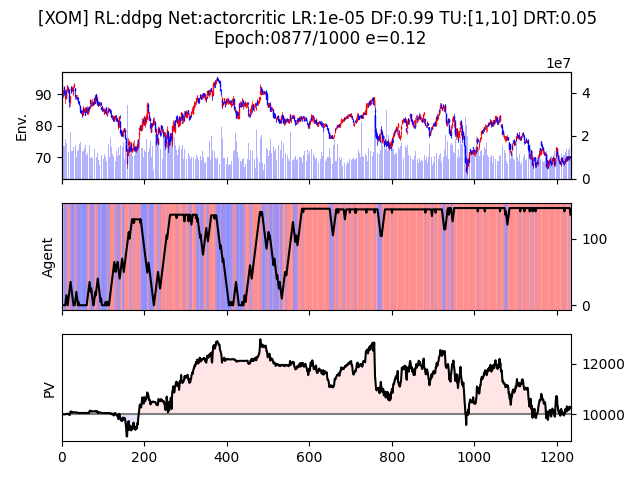 [XOM] RL:ddpg Net:actorcritic LR:1e-05 DF:0.99 TU:[1,10] DRT:0.05
Epoch:0877/1000 e=0.12
1e7
Env.
90
80
70
4
2
0
Agent
100
0
PV
12000
10000
0 200 400 600 800 1000 1200